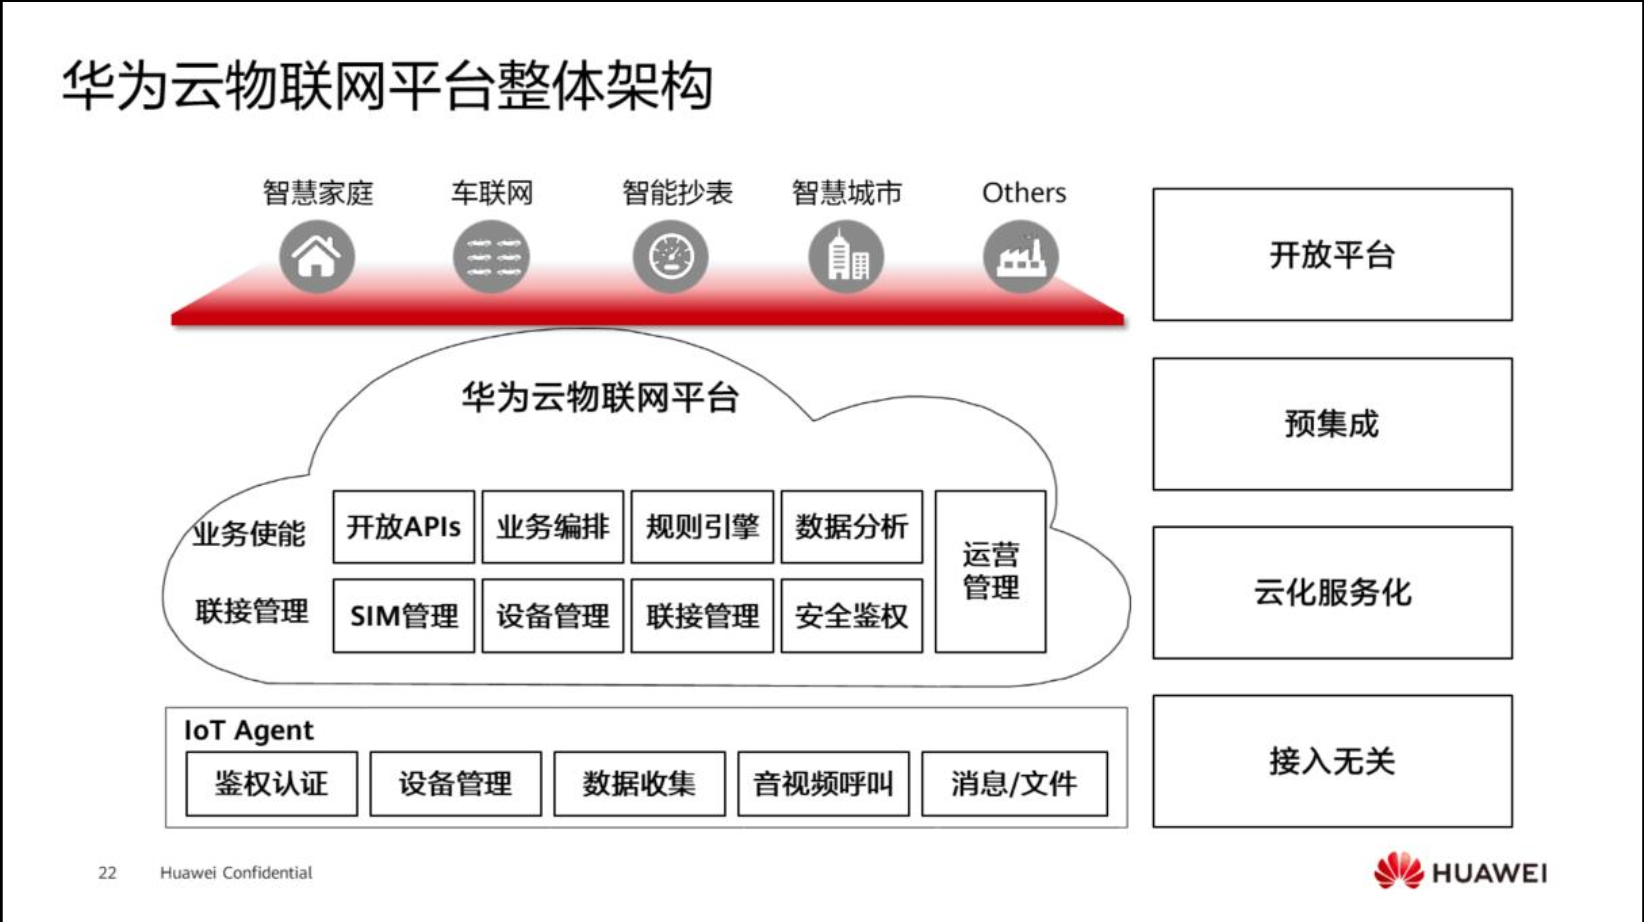 华为云物联网平台整体架构
智慧家庭
车联网
智能抄表
智慧城市
Others
华为云物联网平台
业务使能
开放APIs
业务编排
规则引擎
数据分析
运营
管理
联接管理
SIM管理
设备管理
联接管理
安全鉴权
IoT Agent
鉴权认证
设备管理
数据收集
音视频呼叫
消息/文件
开放平台
预集成
云化服务化
接入无关
22
Huawei Confidential
HUAWEI